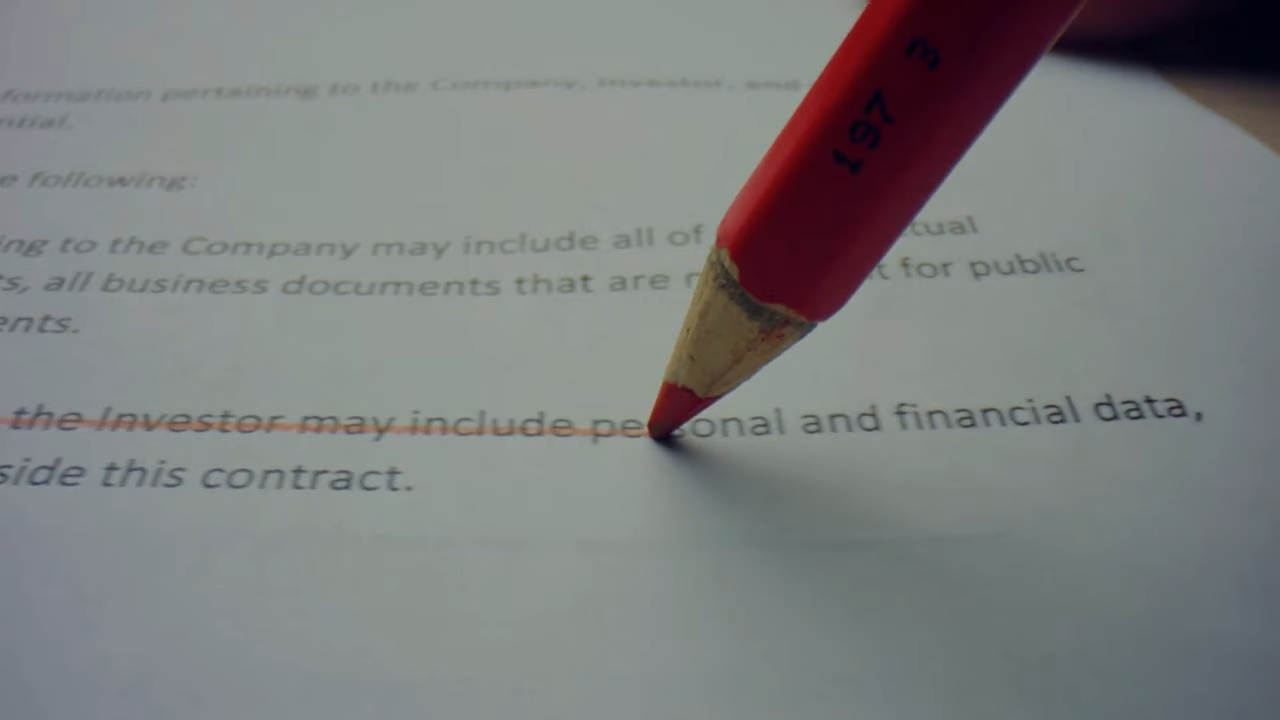 formation pertaining to the Company, Investor, and
ntial.
e following:
ing to the Company may include all of tual
ts, all business documents that are t for public
ents.
the Investor may include pe onal and financial data,
side this contract.
197 3